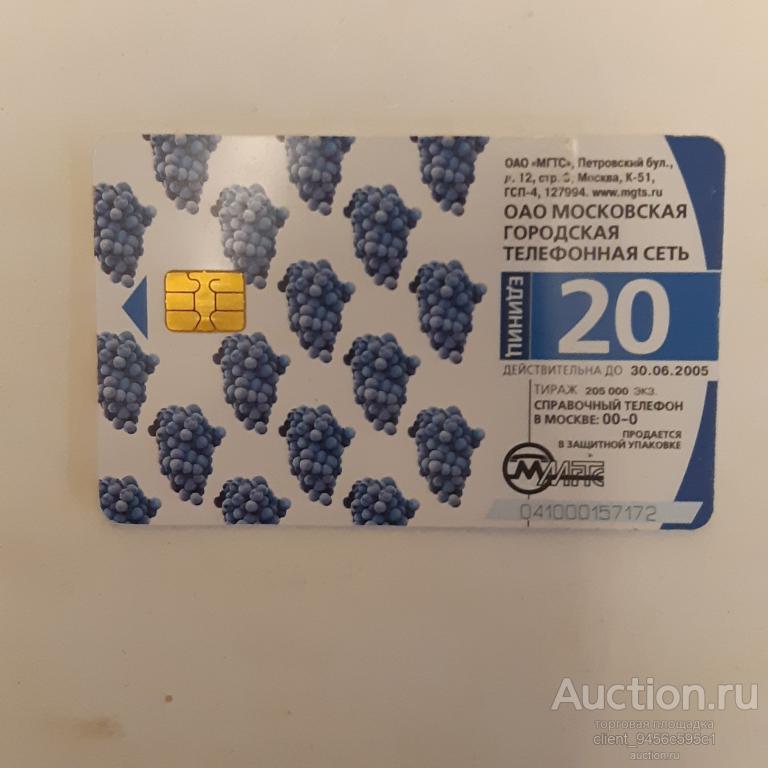 ОАО «МГТС», Петровский бул.,
д. 12, стр. 3, Москва, К-51,
ГСП-4, 127994. www.mgts.ru
ОАО МОСКОВСКАЯ
ГОРОДСКАЯ
ТЕЛЕФОННАЯ СЕТЬ
ЕДИНИЦ
20
ДЕЙСТВИТЕЛЬНА ДО 30.06.2005
ТИРАЖ 205 000 ЭКЗ.
СПРАВОЧНЫЙ ТЕЛЕФОН
В МОСКВЕ: 00-0
ПРОДАЕТСЯ
В ЗАЩИТНОЙ УПАКОВКЕ
МГТС
041000157172
Auction.ru
торговая площадка
client_9456c595c1
auction.ru